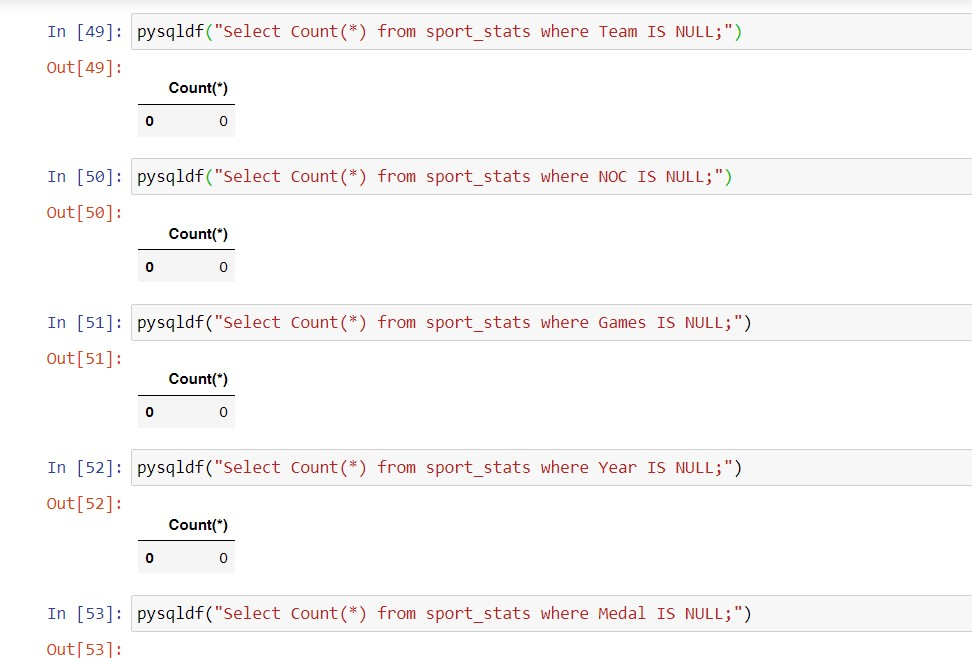 In [49]: pysqldf("Select Count(*) from sport_stats where Team IS NULL;")
Out[49]:
Count(*)
0 0
In [50]: pysqldf("Select Count(*) from sport_stats where NOC IS NULL;")
Out[50]:
Count(*)
0 0
In [51]: pysqldf("Select Count(*) from sport_stats where Games IS NULL;")
Out[51]:
Count(*)
0 0
In [52]: pysqldf("Select Count(*) from sport_stats where Year IS NULL;")
Out[52]:
Count(*)
0 0
In [53]: pysqldf("Select Count(*) from sport_stats where Medal IS NULL;")
Out[53]: